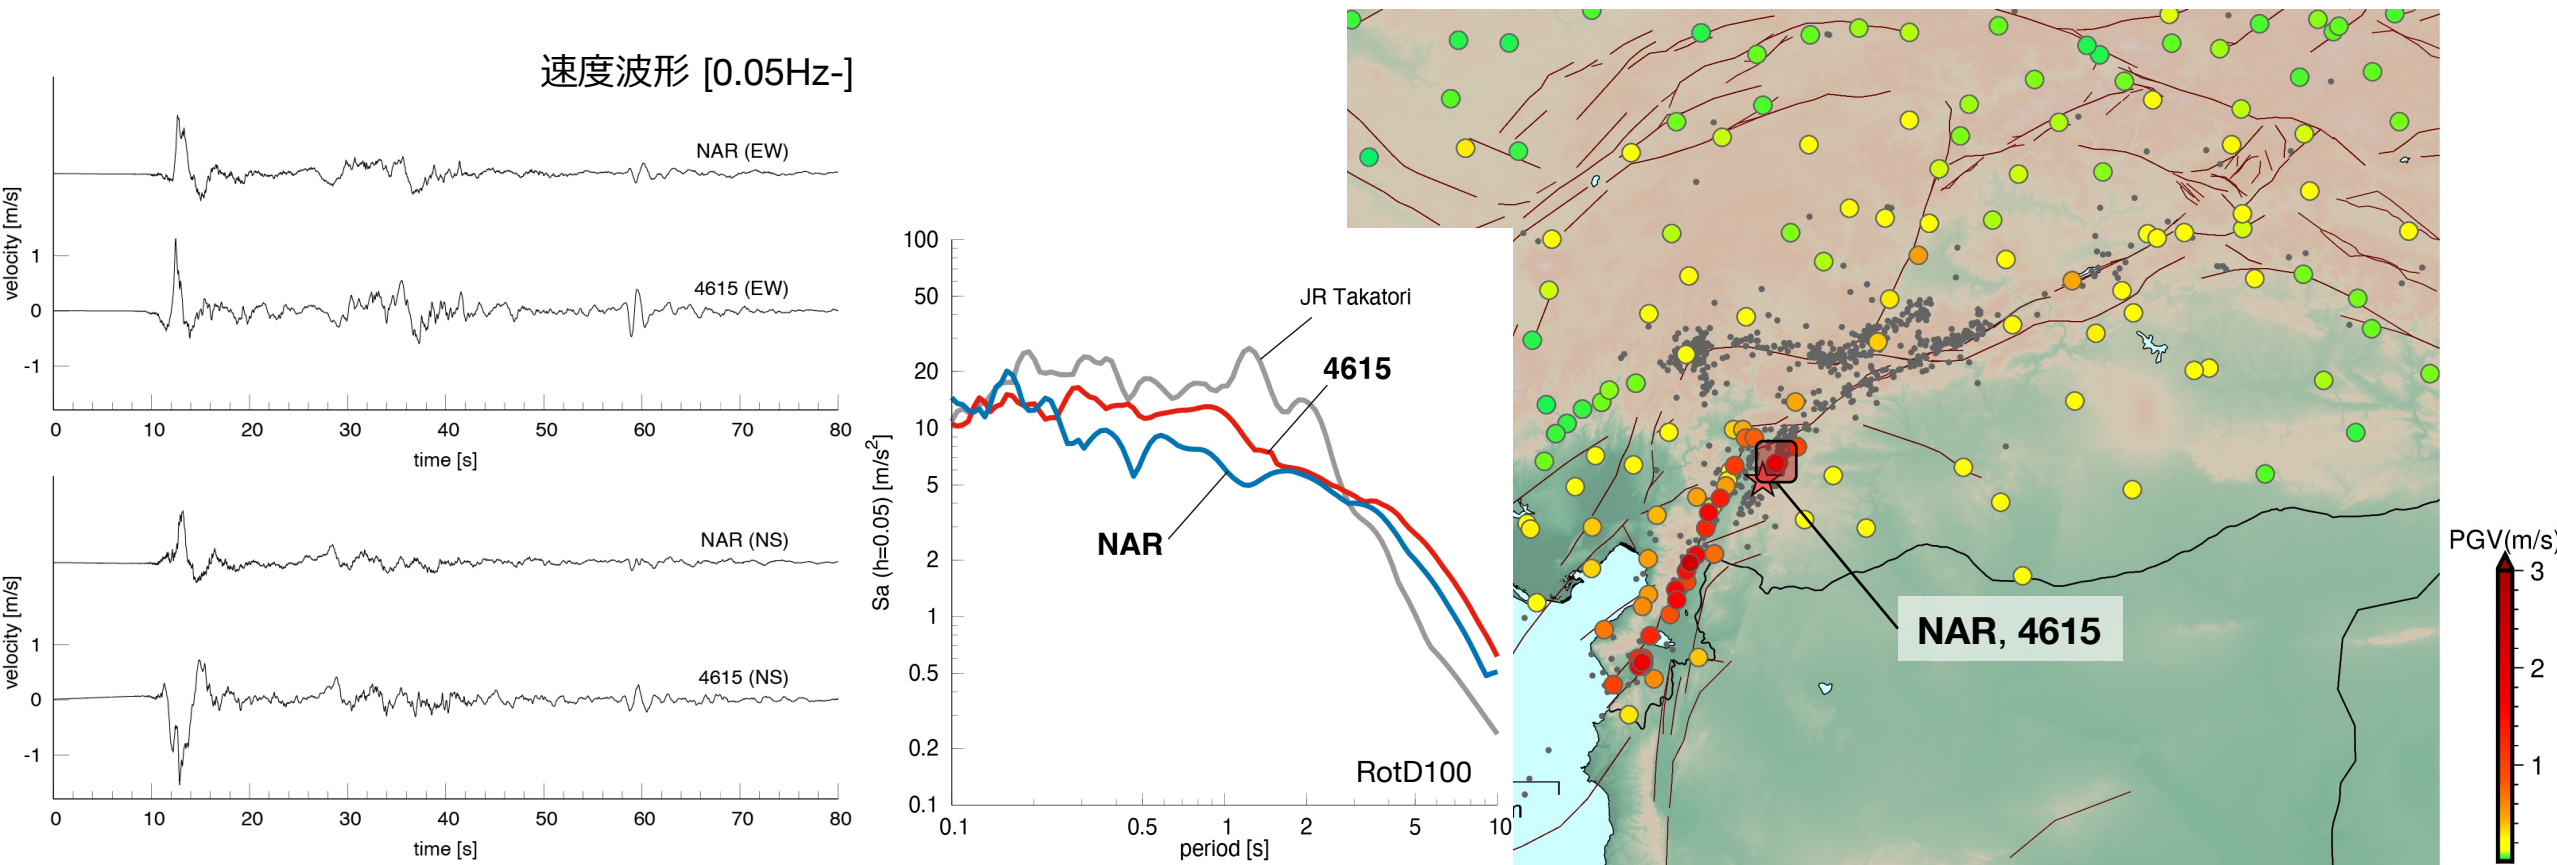 速度波形 [0.05Hz-]
NAR (EW)
4615 (EW)
velocity [m/s]
1
0
-1
0 10 20 30 40 50 60 70 80
time [s]
NAR (NS)
4615 (NS)
velocity [m/s]
1
0
-1
0 10 20 30 40 50 60 70 80
time [s]
100
50
20
10
5
2
1
0.5
0.2
0.1
Sa (h=0.05) [m/s2]
JR Takatori
4615
NAR
RotD100
0.1 0.5 1 2 5 10
period [s]
NAR, 4615
PGV(m/s)
3
2
1